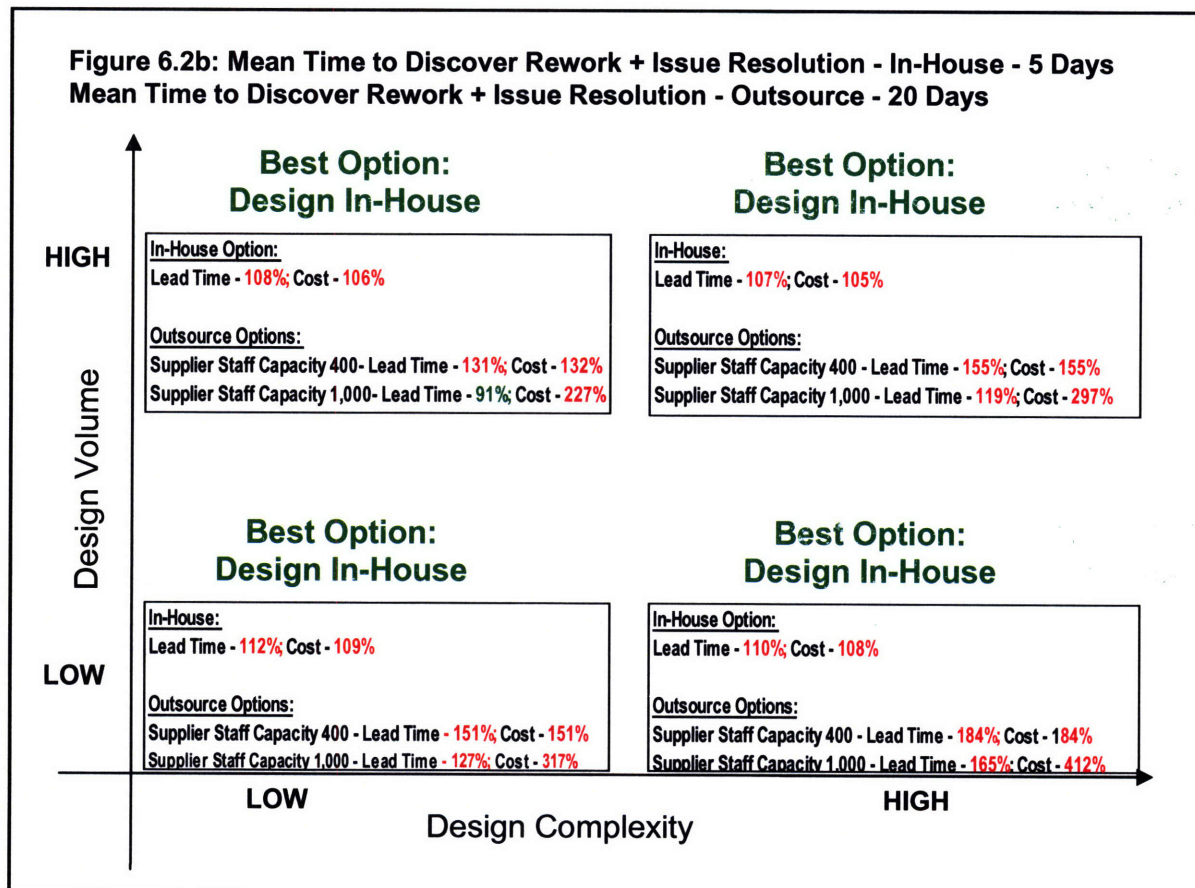 Figure 6.2b: Mean Time to Discover Rework + Issue Resolution - In-House - 5 Days
Mean Time to Discover Rework + Issue Resolution - Outsource - 20 Days
Best Option:
Design In-House
Best Option:
Design In-House
HIGH
In-House Option:
Lead Time - 108%; Cost - 106%
Outsource Options:
Supplier Staff Capacity 400- Lead Time - 131%; Cost - 132%
Supplier Staff Capacity 1,000- Lead Time - 91%; Cost - 227%
In-House:
Lead Time - 107%; Cost - 105%
Outsource Options:
Supplier Staff Capacity 400 - Lead Time - 155%; Cost - 155%
Supplier Staff Capacity 1,000 - Lead Time - 119%; Cost - 297%
Design Volume
Best Option:
Design In-House
Best Option:
Design In-House
LOW
In-House:
Lead Time - 112%; Cost - 109%
Outsource Options:
Supplier Staff Capacity 400 - Lead Time - 151%; Cost - 151%
Supplier Staff Capacity 1,000 - Lead Time - 127%; Cost - 317%
In-House Option:
Lead Time - 110%; Cost - 108%
Outsource Options:
Supplier Staff Capacity 400 - Lead Time - 184%; Cost - 184%
Supplier Staff Capacity 1,000 - Lead Time - 165%; Cost - 412%
LOW
HIGH
Design Complexity